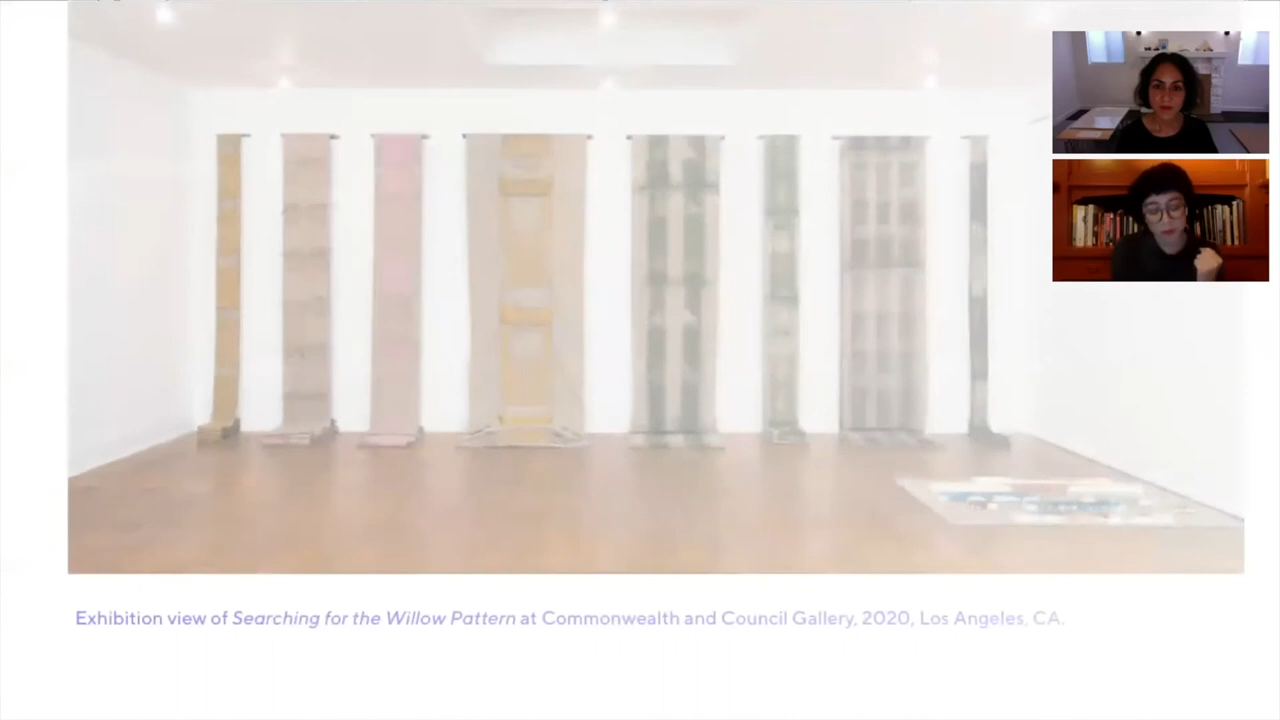 Exhibition view of Searching for the Willow Pattern at Commonwealth and Council Gallery, 2020, Los Angeles, CA.